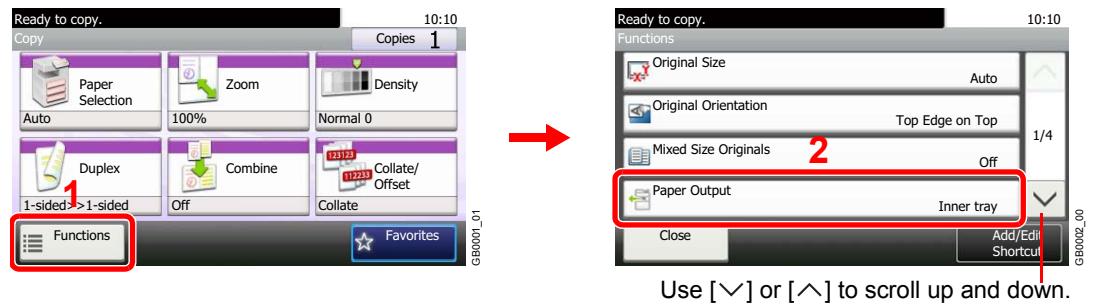 Ready to copy. 10:10
Copy Copies 1
Paper Selection
Auto
Zoom
100%
Density
Normal 0
Duplex
1-sided>>1-sided
Combine
Off
123123
112233
Collate/
Offset
Collate
1
Functions
Favorites
GB0001_01
Ready to copy. 10:10
Functions
Original Size
Auto
Original Orientation
Top Edge on Top
1/4
Mixed Size Originals
Off
2
Paper Output
Inner tray
Close
Add/Edit
Shortcut
GB0002_00
Use [∨] or [∧] to scroll up and down.